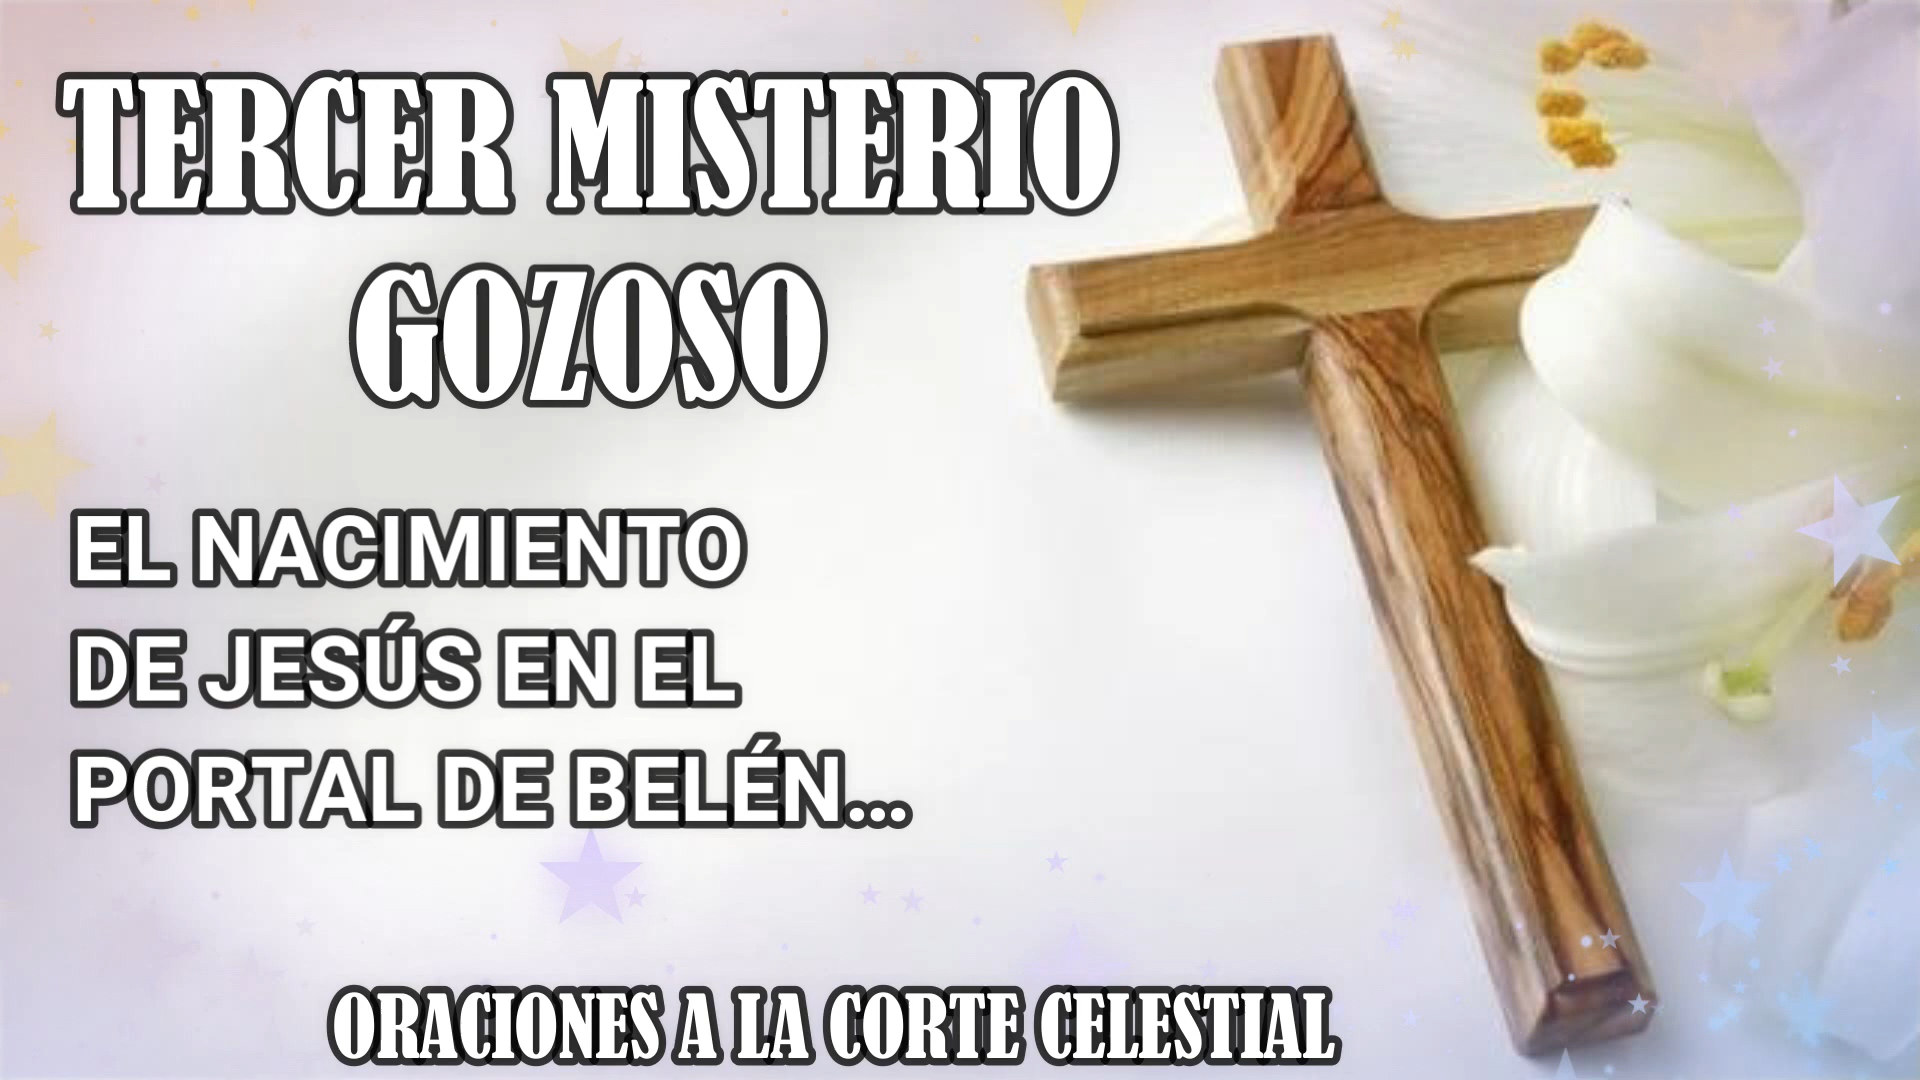 TERCER MISTERIO
GOZOSO
EL NACIMIENTO
DE JESÚS EN EL
PORTAL DE BELÉN...
ORACIONES A LA CORTE CELESTIAL